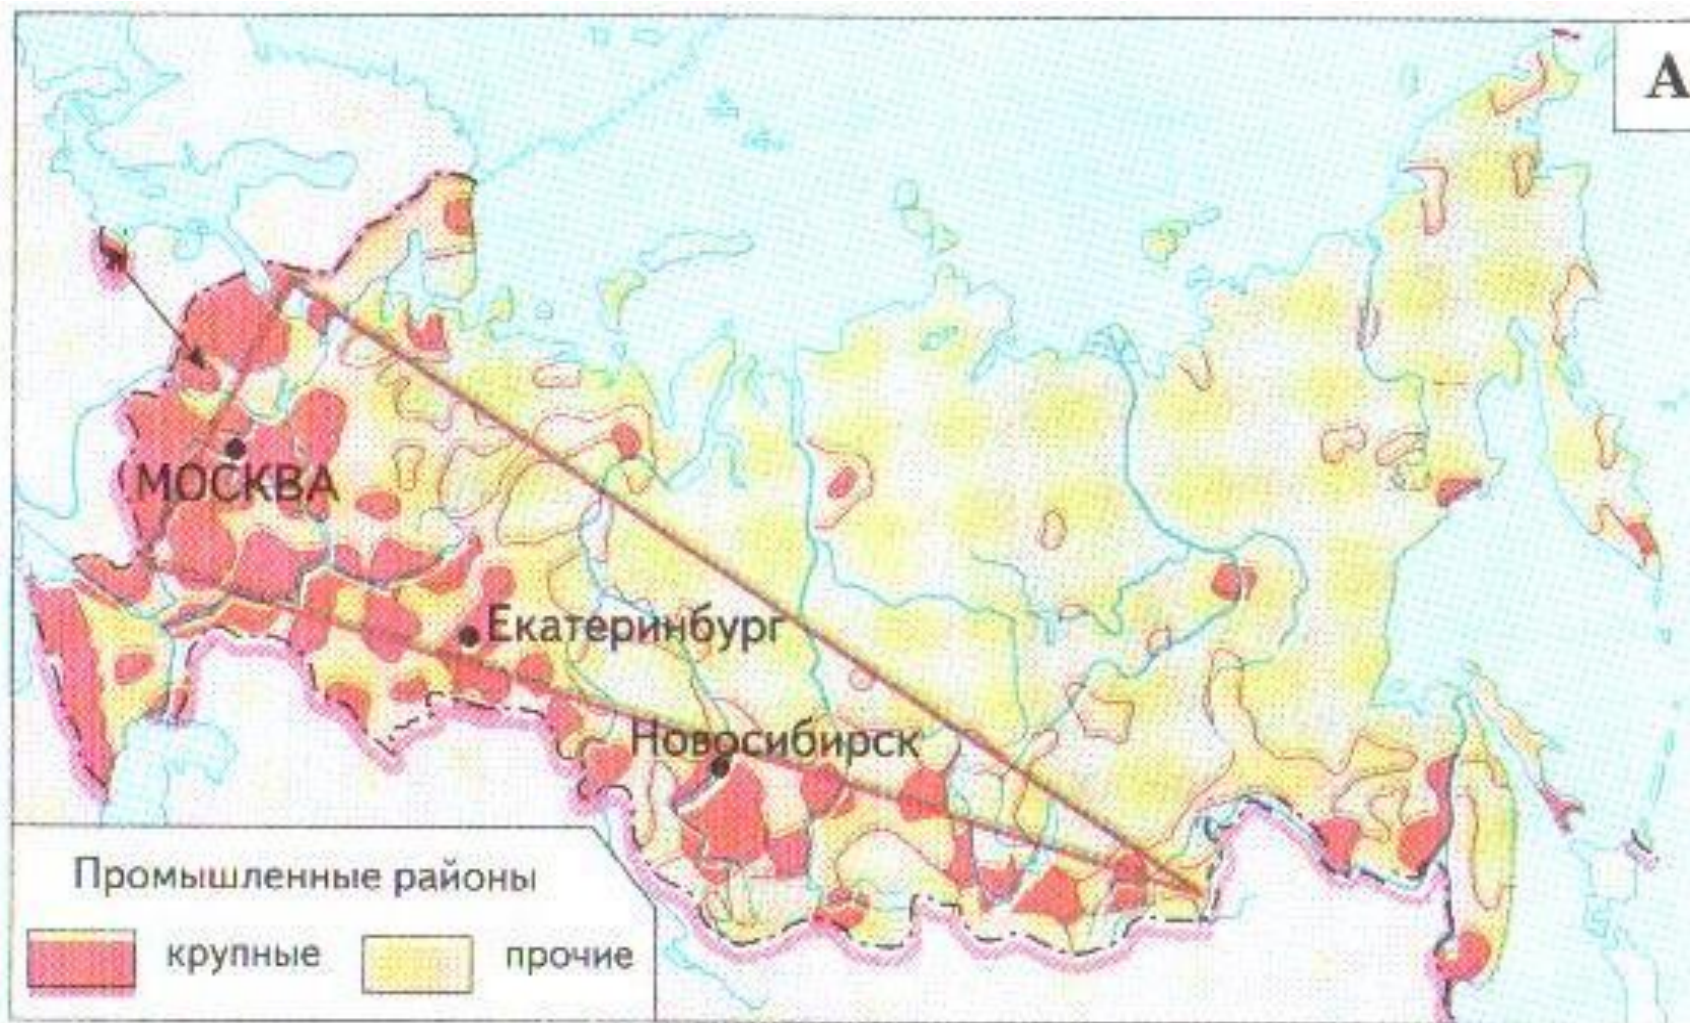 А
МОСКВА
Екатеринбург
Новосибирск
Промышленные районы
крупные
прочие